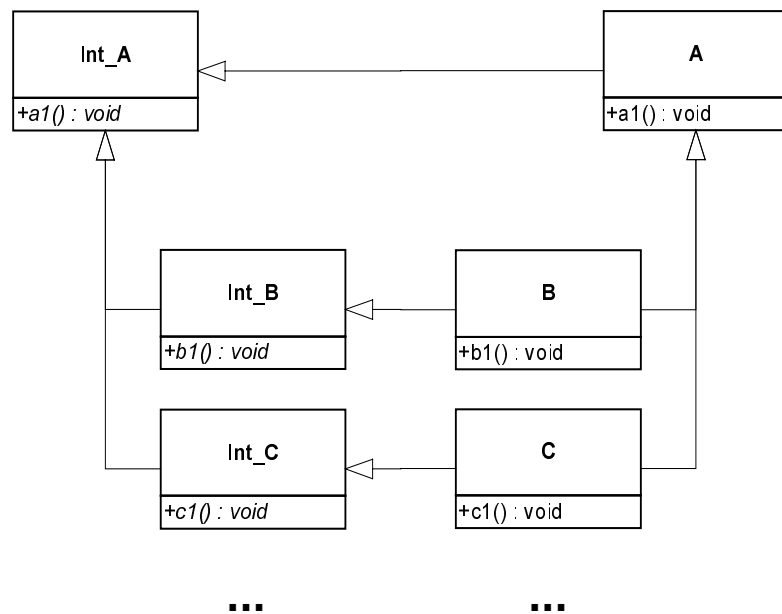 Int_A
+a1() : void
A
+a1() : void
Int_B
+b1() : void
B
+b1() : void
Int_C
+c1() : void
C
+c1() : void
... ...